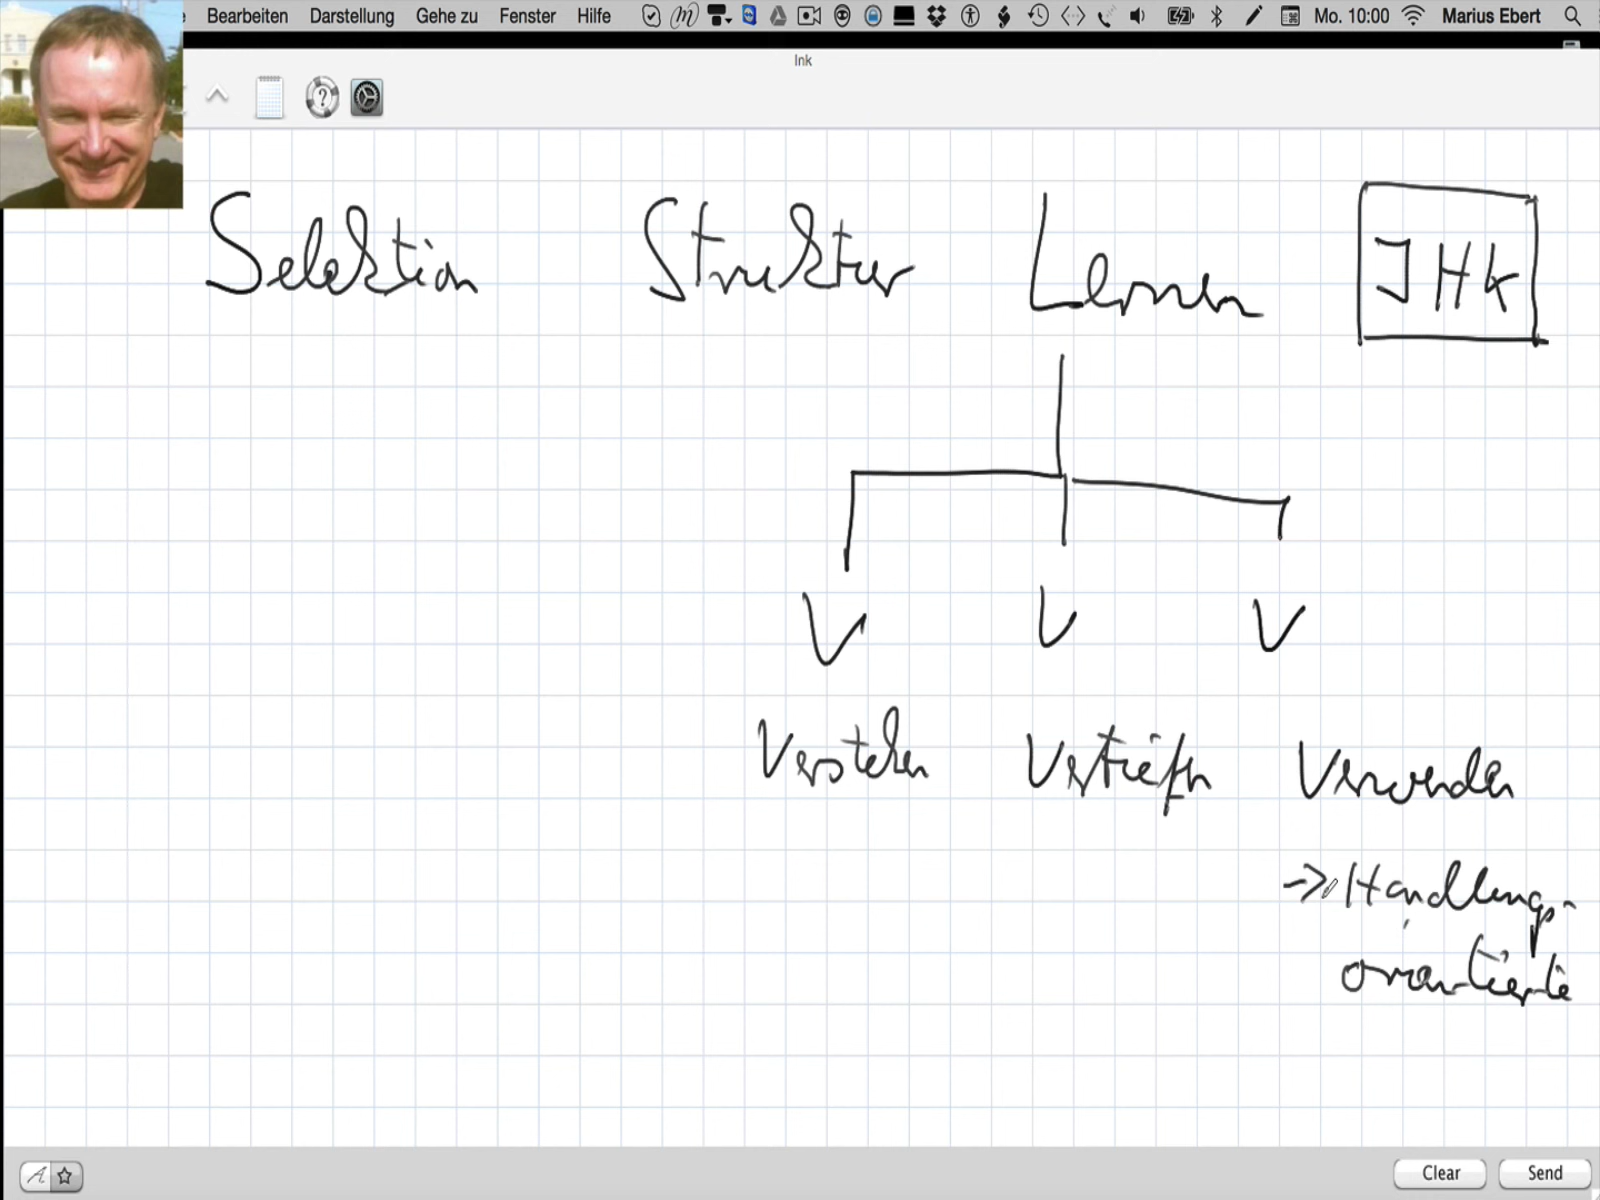 Bearbeiten Darstellung Gehe zu Fenster Hilfe Mo. 10:00 Marius Ebert
Ink
Selektion Struktur Lernen IHK
V V V
Verstehen Vertiefen Verwenden
→ Handlungs-
orientierte
Clear Send